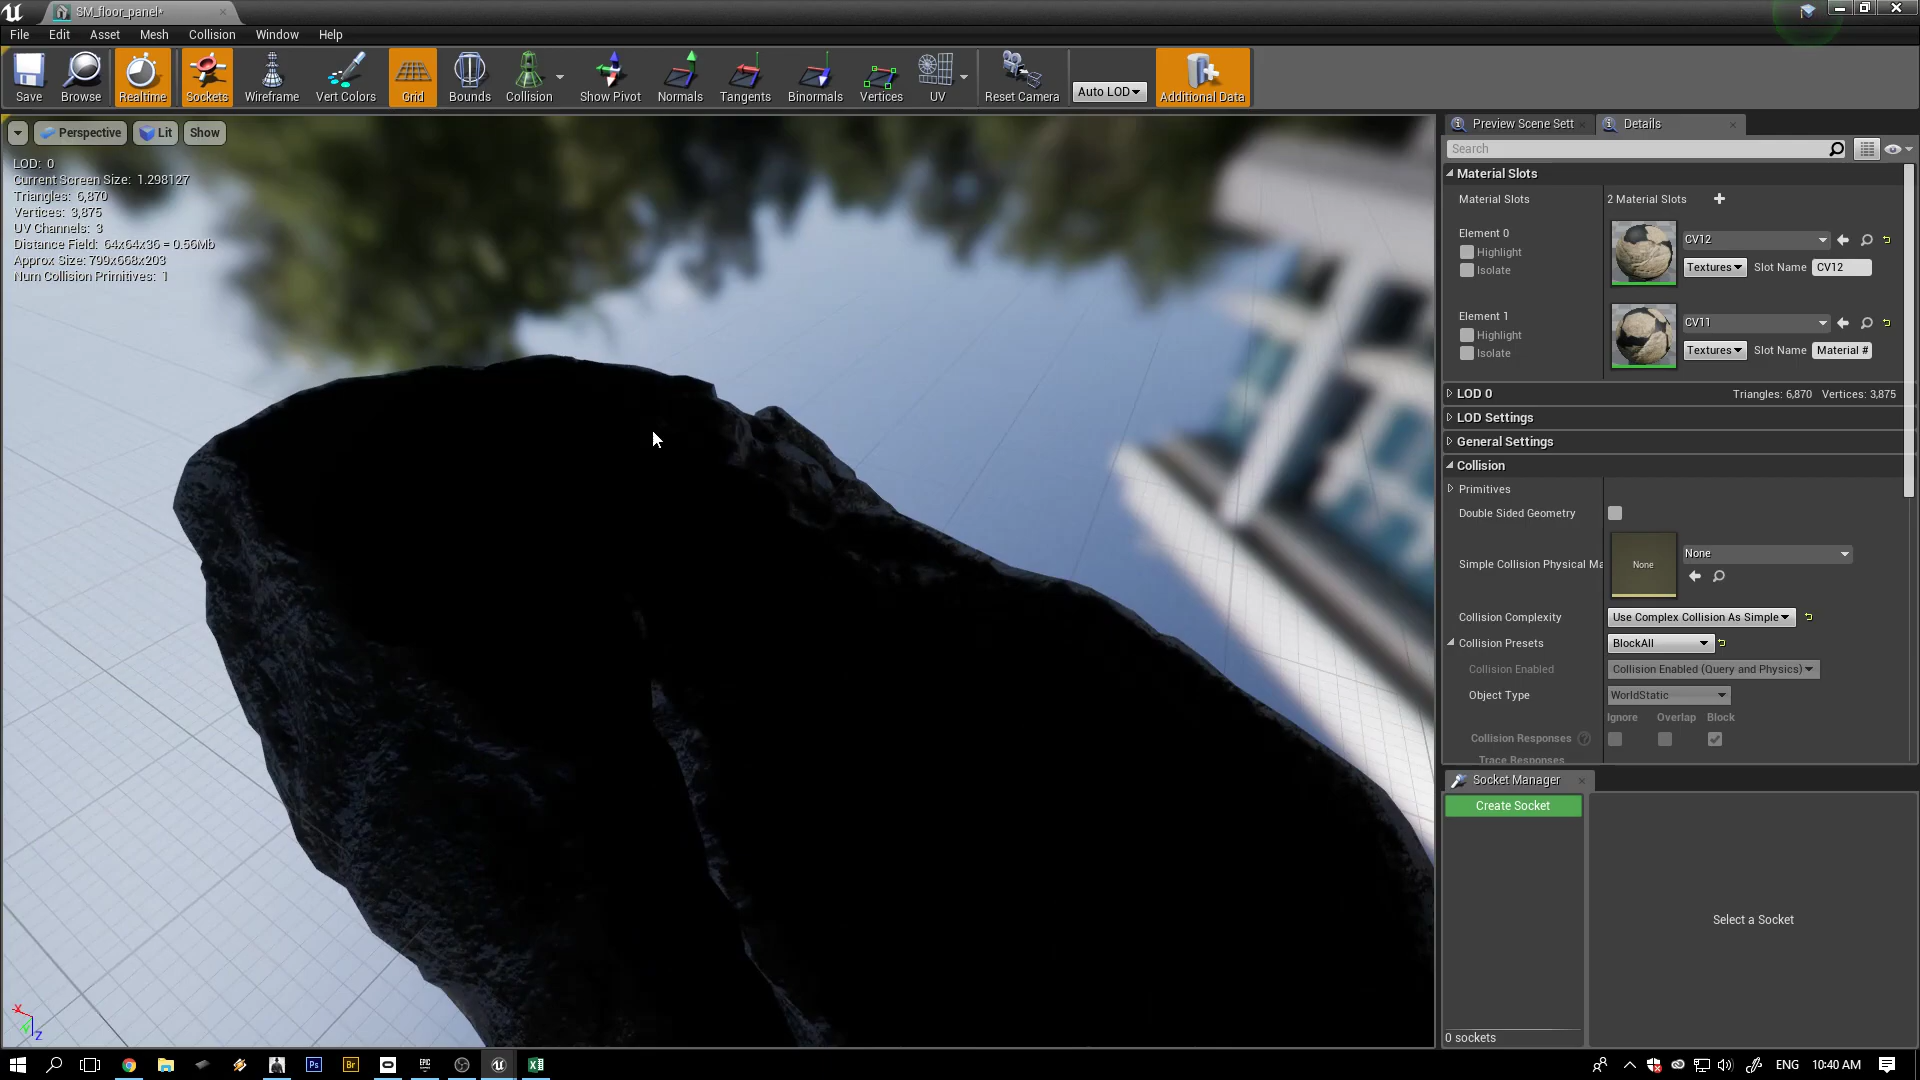 SM_floor_panel*
File Edit Asset Mesh Collision Window Help
Save Browse Realtime Sockets Wireframe Vert Colors Grid Bounds Collision Show Pivot Normals Tangents Binormals Vertices UV Reset Camera Auto LOD Additional Data
Perspective Lit Show
LOD: 0
Current Screen Size: 1.298127
Triangles: 6,870
Vertices: 3,875
UV Channels: 3
Distance Field: 64x64x36 = 0.56Mb
Approx Size: 799x668x203
Num Collision Primitives: 1
X
Y
Z
Preview Scene Sett Details
Search
Material Slots
Material Slots 2 Material Slots
Element 0 CV12
Highlight
Isolate Textures Slot Name CV12
Element 1 CV11
Highlight
Isolate Textures Slot Name Material #
LOD 0 Triangles: 6,870 Vertices: 3,875
LOD Settings
General Settings
Collision
Primitives
Double Sided Geometry
Simple Collision Physical Ma None None
Collision Complexity Use Complex Collision As Simple
Collision Presets BlockAll
Collision Enabled Collision Enabled (Query and Physics)
Object Type WorldStatic
Ignore Overlap Block
Collision Responses ?
Trace Responses
Socket Manager
Create Socket
Select a Socket
0 sockets
Ps Br EPIC ENG 10:40 AM